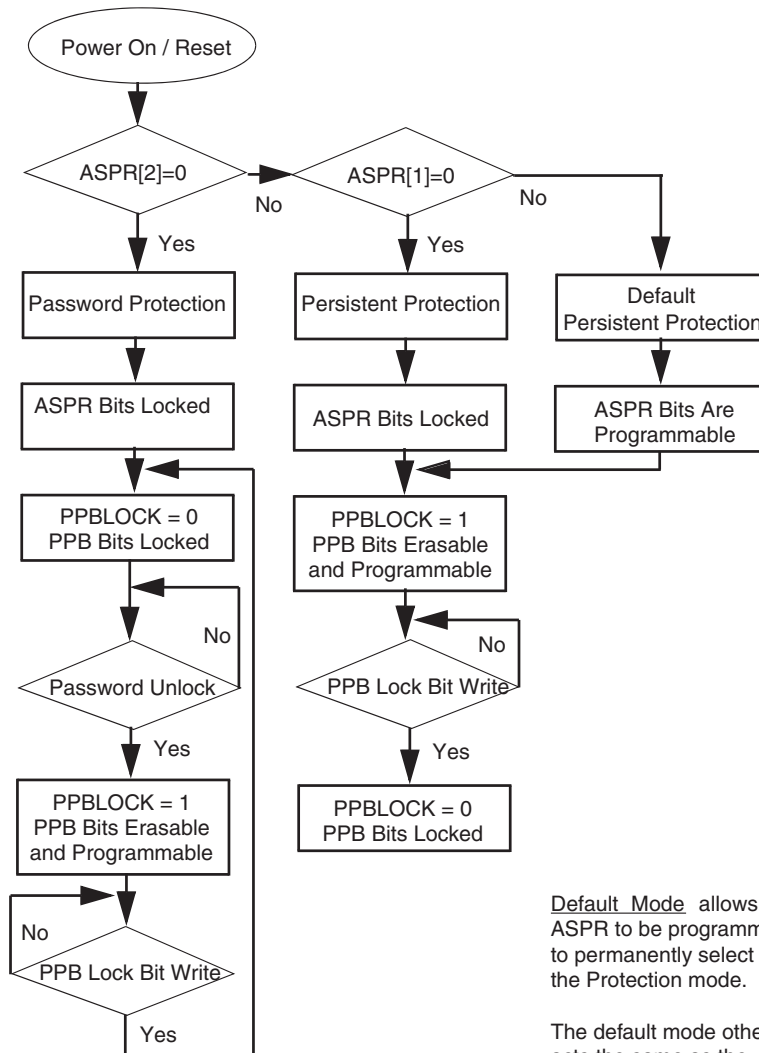 Power On / Reset
ASPR[2]=0
No
ASPR[1]=0
No
Yes
Yes
Password Protection
Persistent Protection
Default
Persistent Protection
ASPR Bits Locked
ASPR Bits Locked
ASPR Bits Are
Programmable
PPBLOCK = 0
PPB Bits Locked
PPBLOCK = 1
PPB Bits Erasable
and Programmable
No
Password Unlock
No
PPB Lock Bit Write
Yes
Yes
PPBLOCK = 1
PPB Bits Erasable
and Programmable
PPBLOCK = 0
PPB Bits Locked
No
PPB Lock Bit Write
Yes
Default Mode allows
ASPR to be programm
to permanently select
the Protection mode.
The default mode othe